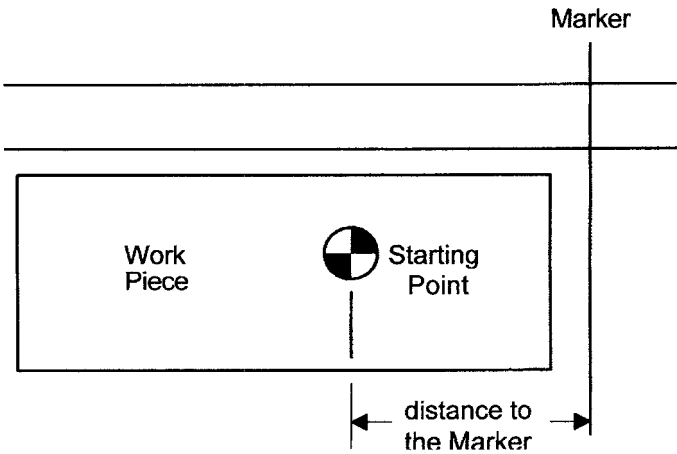 Marker
Work
Piece
Starting
Point
distance to
the Marker